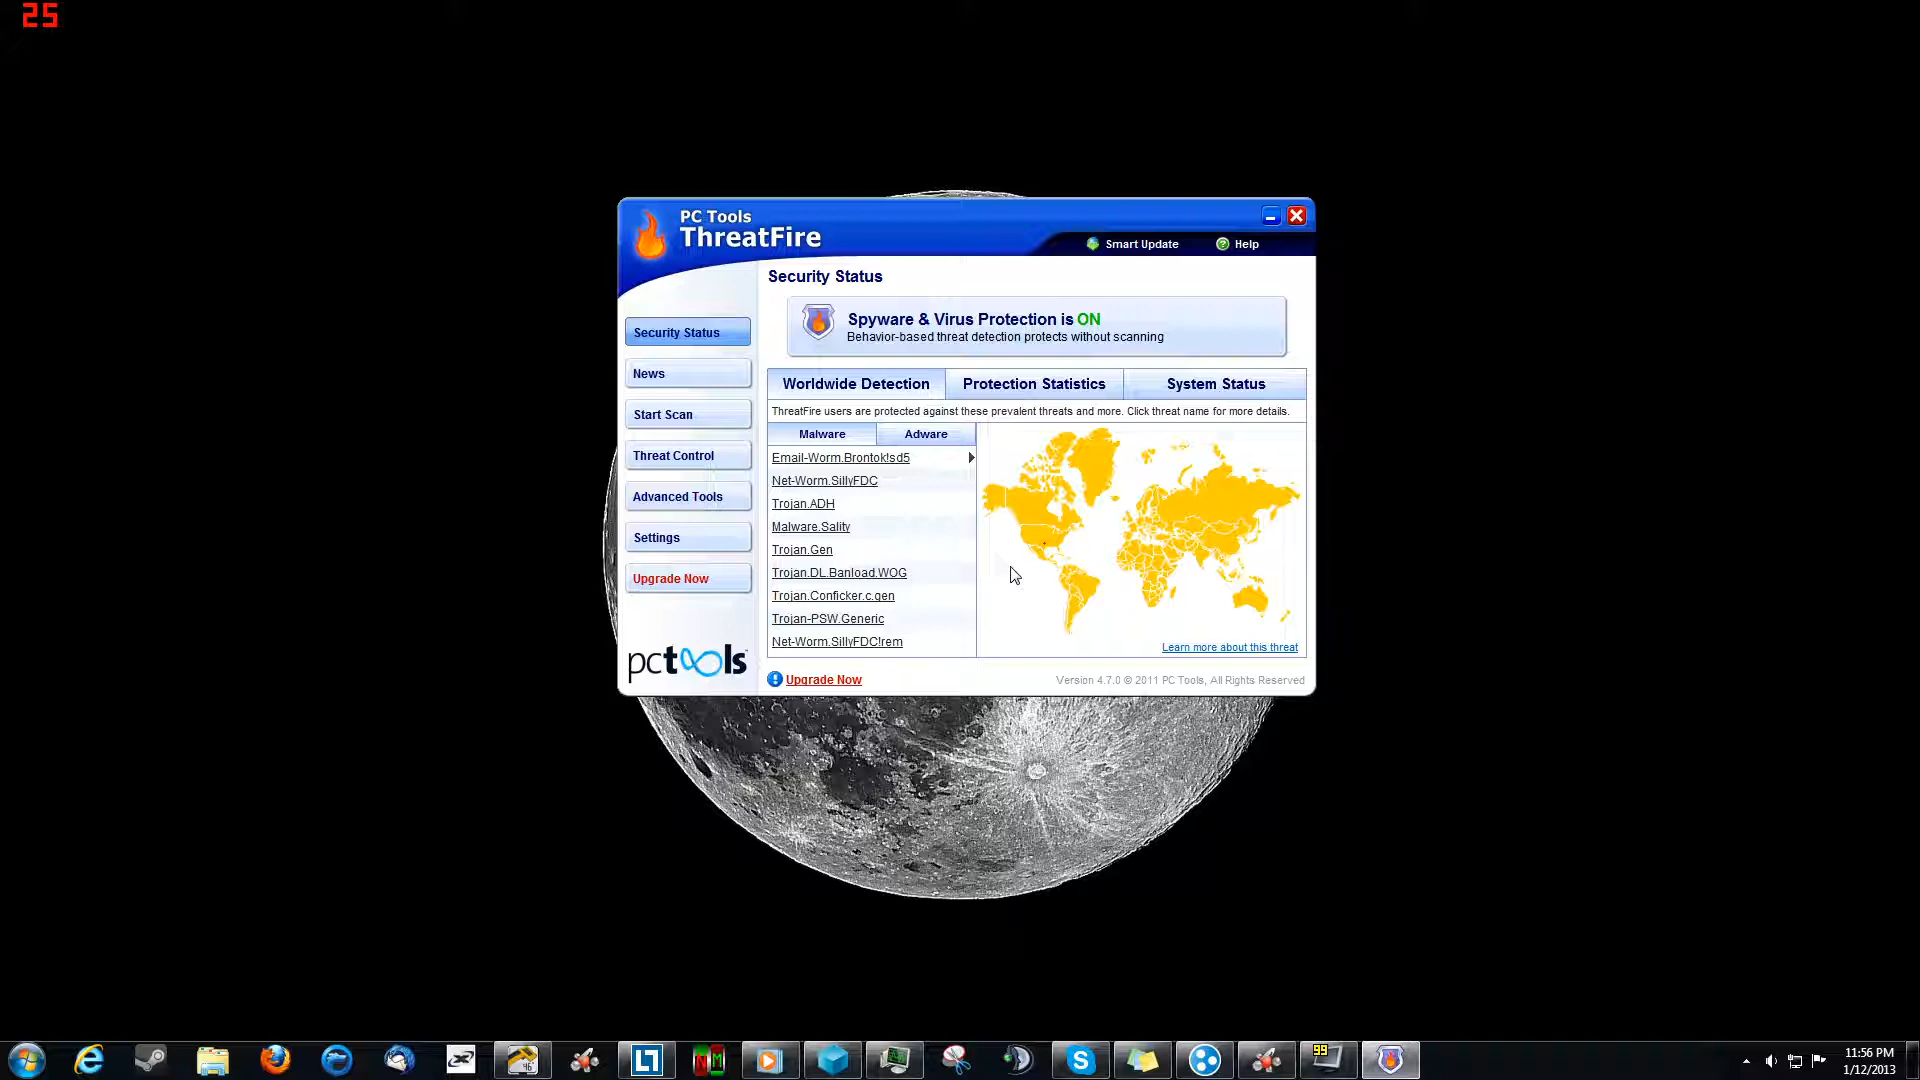 25
PC Tools
ThreatFire
Smart Update
Help
Security Status
Spyware & Virus Protection is ON
Behavior-based threat detection protects without scanning
Security Status
News
Start Scan
Threat Control
Advanced Tools
Settings
Upgrade Now
pctools
Worldwide Detection
Protection Statistics
System Status
ThreatFire users are protected against these prevalent threats and more. Click threat name for more details.
Malware
Adware
Email-Worm.Brontok!sd5
Net-Worm.SillyFDC
Trojan.ADH
Malware.Sality
Trojan.Gen
Trojan.DL.Banload.WOG
Trojan.Conficker.c.gen
Trojan-PSW.Generic
Net-Worm.SillyFDC!rem
Learn more about this threat
Upgrade Now
Version 4.7.0 © 2011 PC Tools, All Rights Reserved
96
NM
99
11:56 PM
1/12/2013